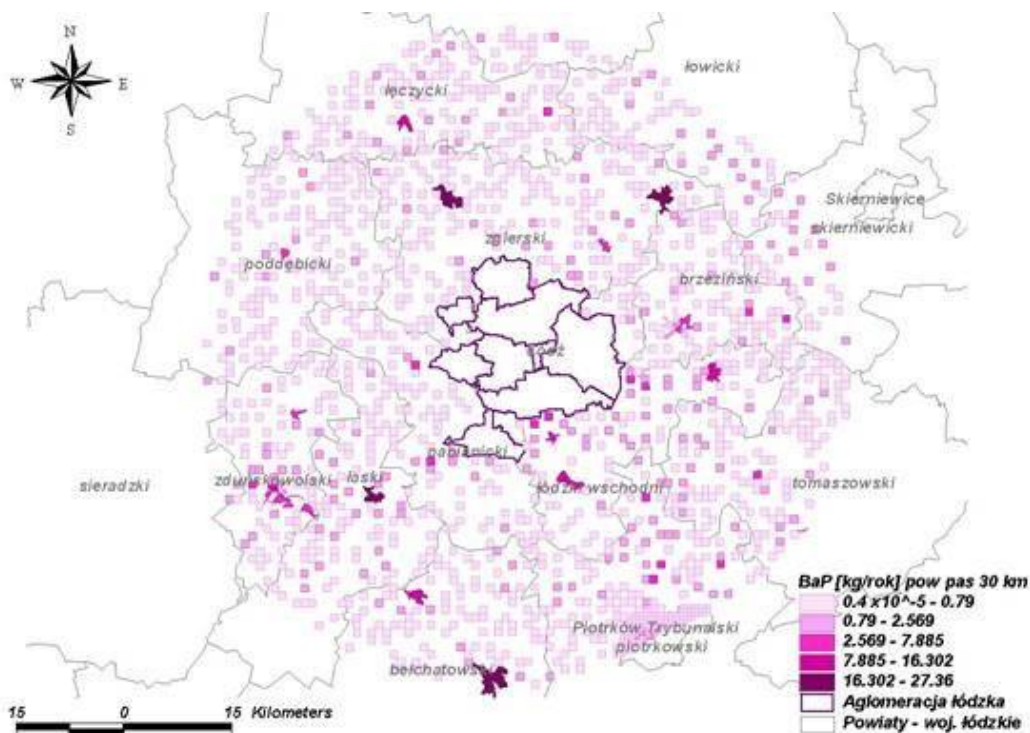 N
W
E
S
łowicki
łęczycki
Skierniewice
skierniewicki
zgierski
poddębicki
brzeziński
Łódź
pabianicki
sieradzki
zduńskowolski
łaski
łódzki wschodni
tomaszowski
BaP [kg/rok] pow pas 30 km
0.4 x10^-5 - 0.79
0.79 - 2.569
2.569 - 7.885
7.885 - 16.302
16.302 - 27.36
Aglomeracja łódzka
Powiaty - woj. łódzkie
Piotrków Trybunalski
piotrkowski
bełchatowski
15 0 15 Kilometers